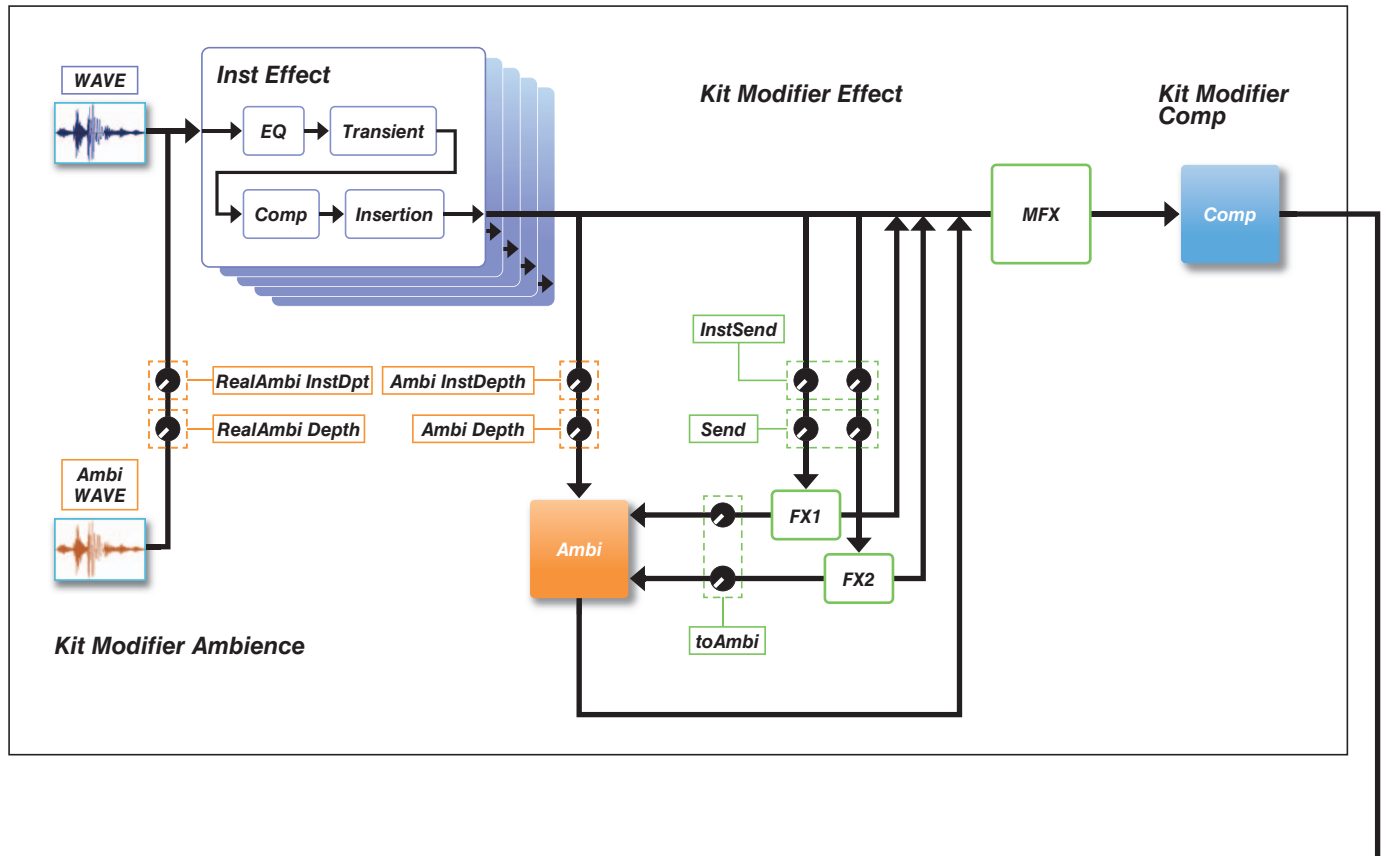 WAVE
Inst Effect
EQ
Transient
Comp
Insertion
Kit Modifier Effect
Kit Modifier
Comp
MFX
Comp
InstSend
RealAmbi InstDpt
Ambi InstDepth
RealAmbi Depth
Ambi Depth
Send
Ambi
WAVE
Ambi
FX1
FX2
toAmbi
Kit Modifier Ambience